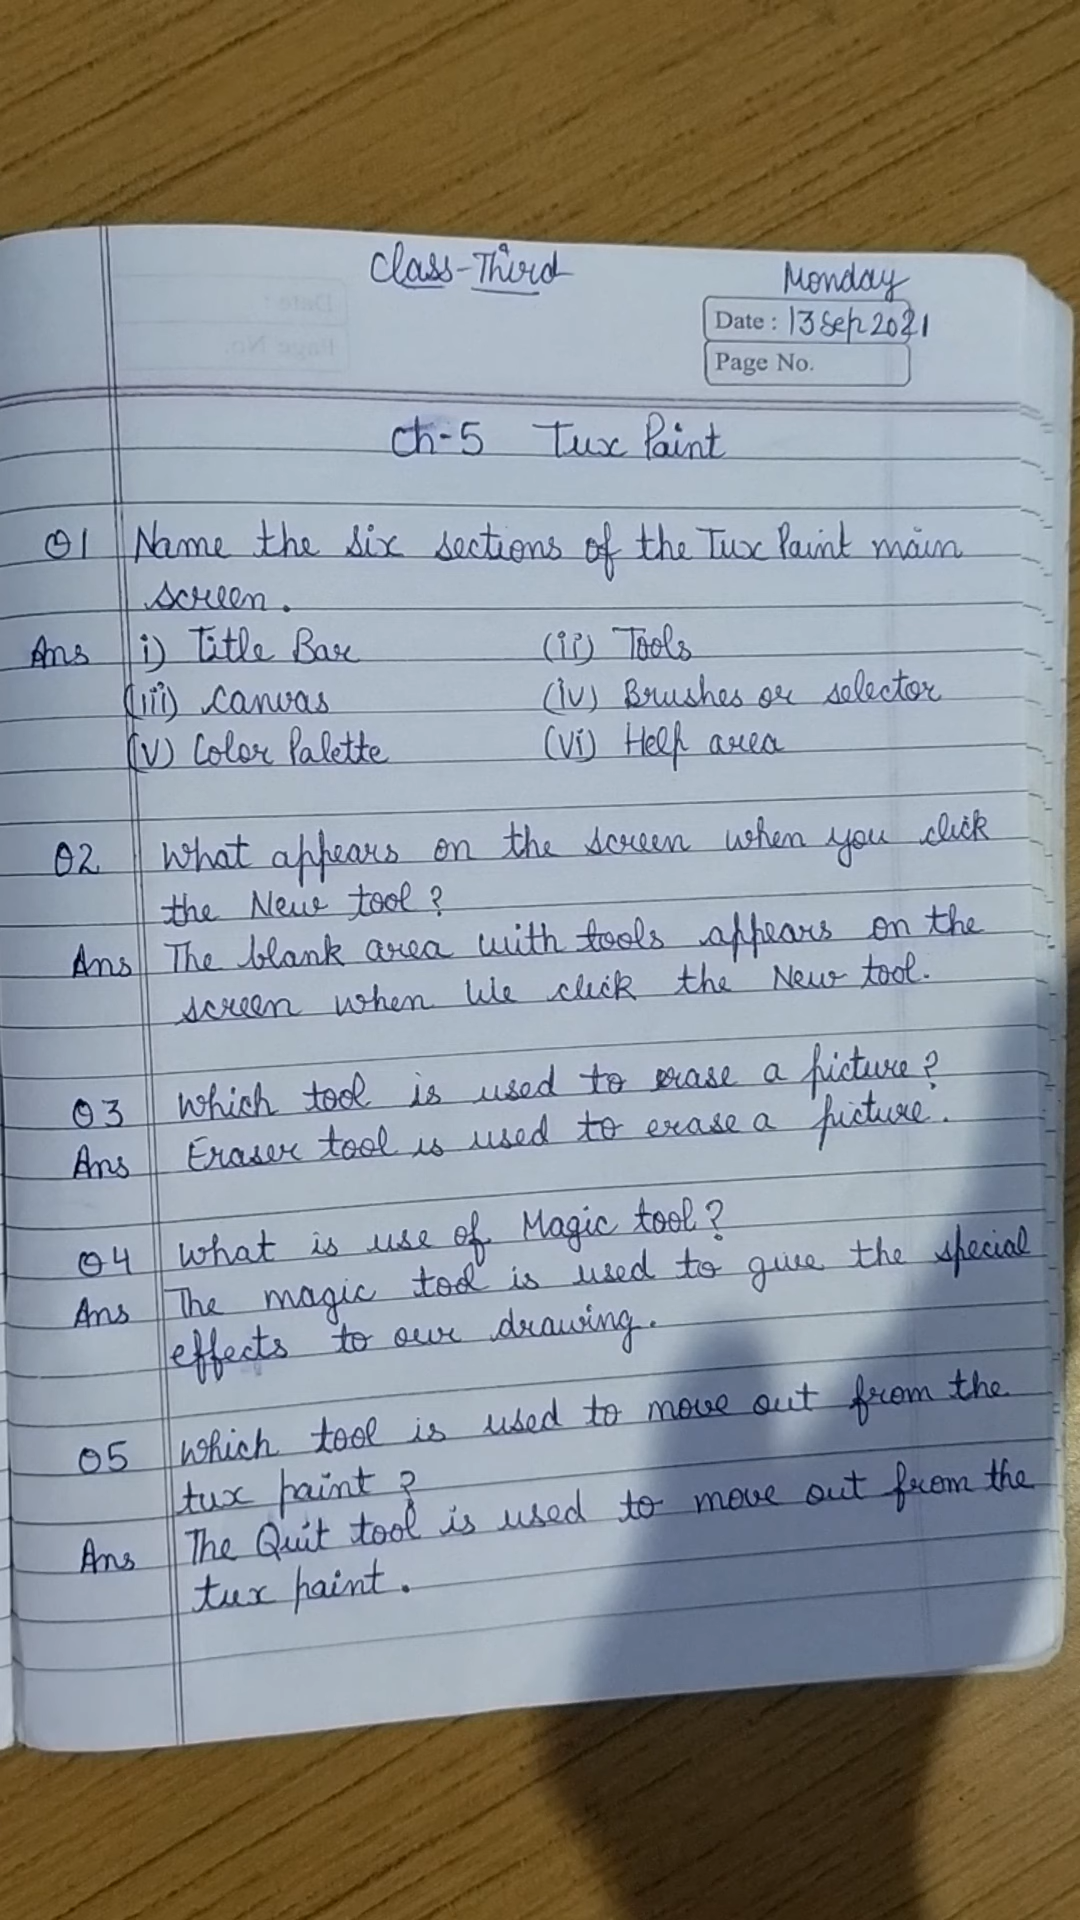 Class-Third
Monday
Date : 13 Sep 2021
Page No.
Ch-5 Tux Paint
Q1 Name the six sections of the Tux Paint main
screen.
Ans i) Title Bar (ii) Tools
(iii) Canvas (iv) Brushes or selector
(v) Color Palette (vi) Help area
Q2 What appears on the screen when you click
the New tool?
Ans The blank area with tools appears on the
screen when We click the New tool.
Q3 Which tool is used to erase a picture?
Ans Eraser tool is used to erase a picture.
Q4 What is use of Magic tool?
Ans The magic tool is used to give the special
effects to our drawing.
Q5 Which tool is used to move out from the
tux paint?
Ans The Quit tool is used to move out from the
tux paint.